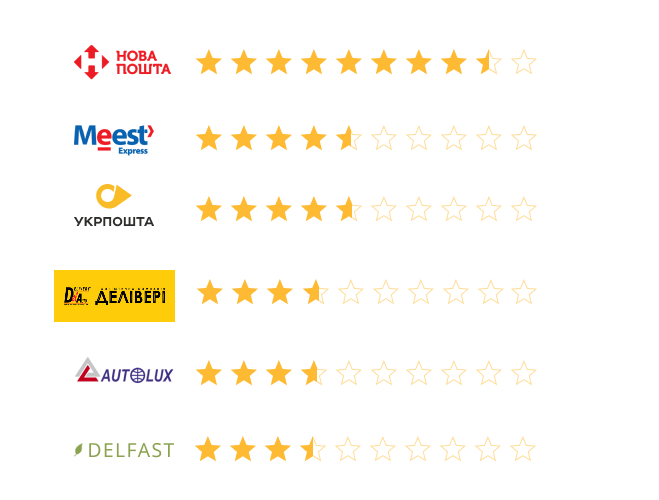 НОВА
ПОШТА
Meest
Express
УКРПОШТА
ДЕЛІВЕРІ
AUTOLUX
DELFAST